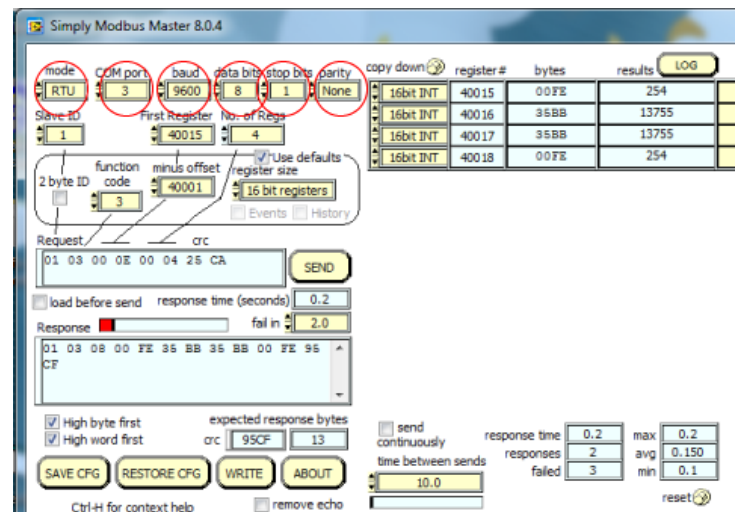 Simply Modbus Master 8.0.4
mode COM port baud data bits stop bits parity
RTU 3 9600 8 1 None
Slave ID First Register No. of Regs
1 40015 4
Use defaults
2 byte ID function code minus offset register size
3 40001 16 bit registers
Events History
Request crc
01 03 00 0E 00 04 25 CA
SEND
load before send response time (seconds) 0.2
Response fail in 2.0
01 03 08 00 FE 35 BB 35 BB 00 FE 95
CF
High byte first expected response bytes
High word first crc 95CF 13
SAVE CFG RESTORE CFG WRITE ABOUT
Ctrl-H for context help remove echo
copy down register # bytes results LOG
16bit INT 40015 00FE 254
16bit INT 40016 35BB 13755
16bit INT 40017 35BB 13755
16bit INT 40018 00FE 254
send continuously
time between sends
10.0
response time 0.2 max 0.2
responses 2 avg 0.150
failed 3 min 0.1
reset